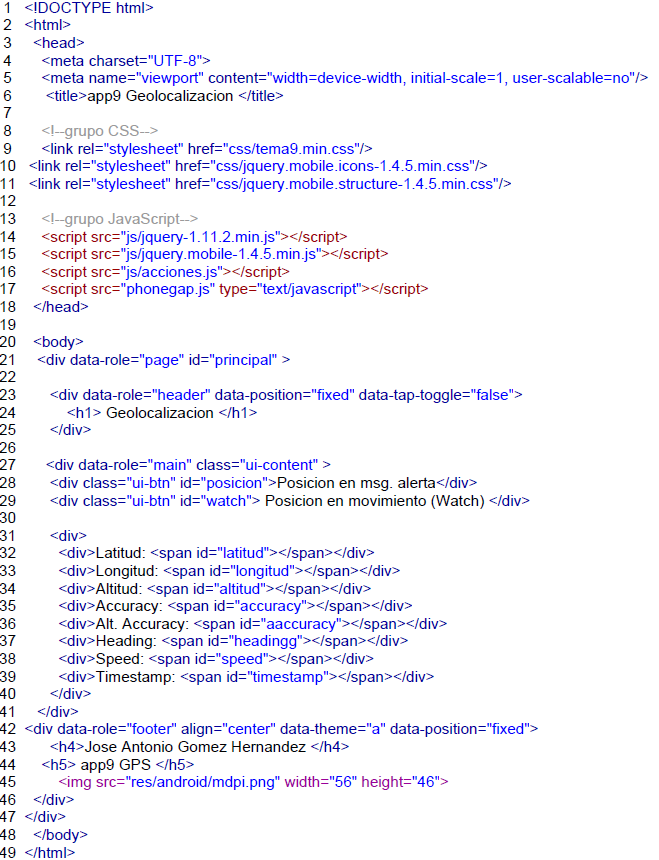 1 <!DOCTYPE html>
2 <html>
3 <head>
4 <meta charset="UTF-8">
5 <meta name="viewport" content="width=device-width, initial-scale=1, user-scalable=no"/>
6 <title>app9 Geolocalizacion </title>
7
8 <!--grupo CSS-->
9 <link rel="stylesheet" href="css/tema9.min.css"/>
10 <link rel="stylesheet" href="css/jquery.mobile.icons-1.4.5.min.css"/>
11 <link rel="stylesheet" href="css/jquery.mobile.structure-1.4.5.min.css"/>
12
13 <!--grupo JavaScript-->
14 <script src="js/jquery-1.11.2.min.js"></script>
15 <script src="js/jquery.mobile-1.4.5.min.js"></script>
16 <script src="js/acciones.js"></script>
17 <script src="phonegap.js" type="text/javascript"></script>
18 </head>
19
20 <body>
21 <div data-role="page" id="principal" >
22
23 <div data-role="header" data-position="fixed" data-tap-toggle="false">
24 <h1> Geolocalizacion </h1>
25 </div>
26
27 <div data-role="main" class="ui-content" >
28 <div class="ui-btn" id="posicion">Posicion en msg. alerta</div>
29 <div class="ui-btn" id="watch"> Posicion en movimiento (Watch) </div>
30
31 <div>
32 <div>Latitud: <span id="latitud"></span></div>
33 <div>Longitud: <span id="longitud"></span></div>
34 <div>Altitud: <span id="altitud"></span></div>
35 <div>Accuracy: <span id="accuracy"></span></div>
36 <div>Alt. Accuracy: <span id="aaccuracy"></span></div>
37 <div>Heading: <span id="headingg"></span></div>
38 <div>Speed: <span id="speed"></span></div>
39 <div>Timestamp: <span id="timestamp"></span></div>
40 </div>
41 </div>
42 <div data-role="footer" align="center" data-theme="a" data-position="fixed">
43 <h4>Jose Antonio Gomez Hernandez </h4>
44 <h5> app9 GPS </h5>
45 <img src="res/android/mdpi.png" width="56" height="46">
46 </div>
47 </div>
48 </body>
49 </html>